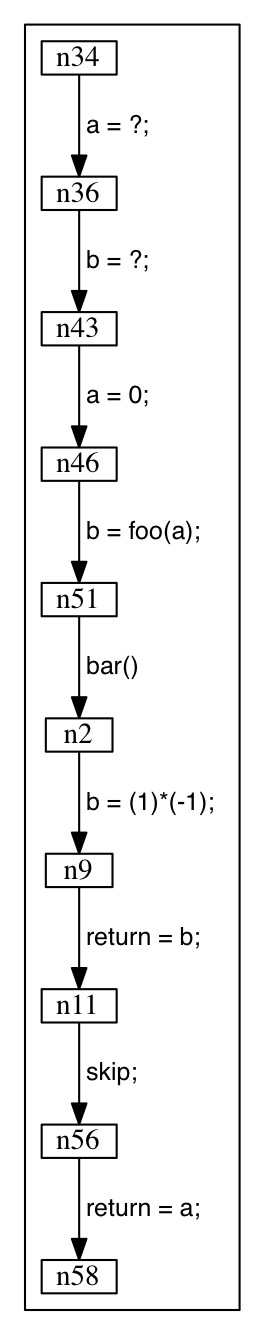 n34
a = ?;
n36
b = ?;
n43
a = 0;
n46
b = foo(a);
n51
bar()
n2
b = (1)*(-1);
n9
return = b;
n11
skip;
n56
return = a;
n58